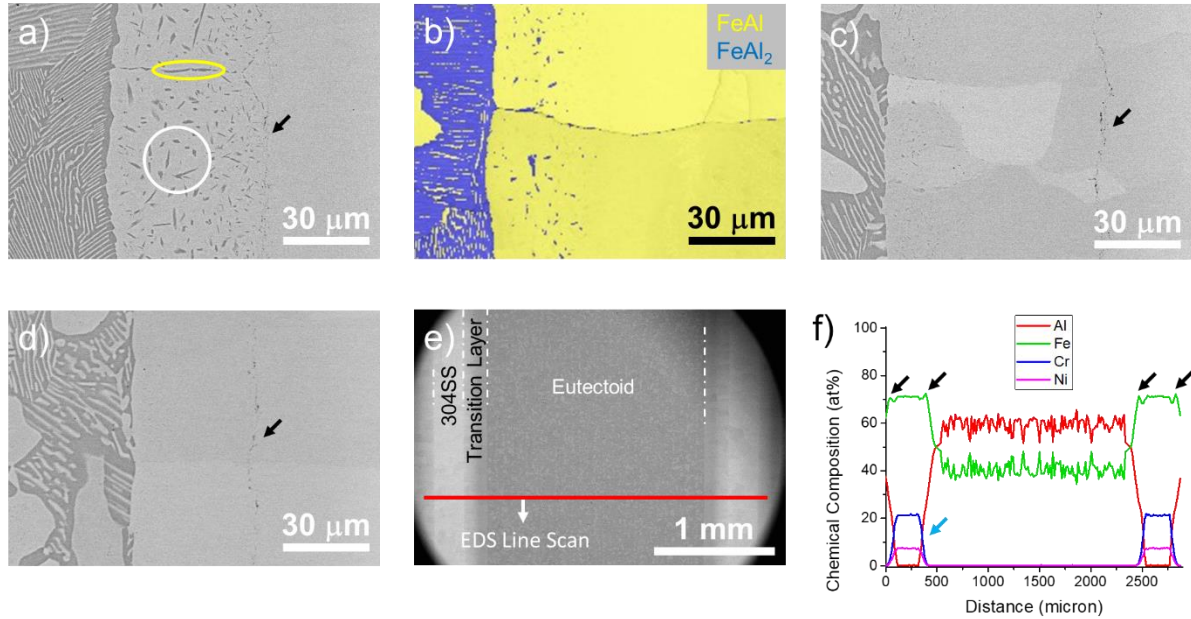 a)
30 μm
b)
FeAl
FeAl2
30 μm
c)
30 μm
d)
30 μm
e)
304SS
Transition Layer
Eutectoid
EDS Line Scan
1 mm
f)
Al
Fe
Cr
Ni
Chemical Composition (at%)
100
80
60
40
20
0
0 500 1000 1500 2000 2500
Distance (micron)